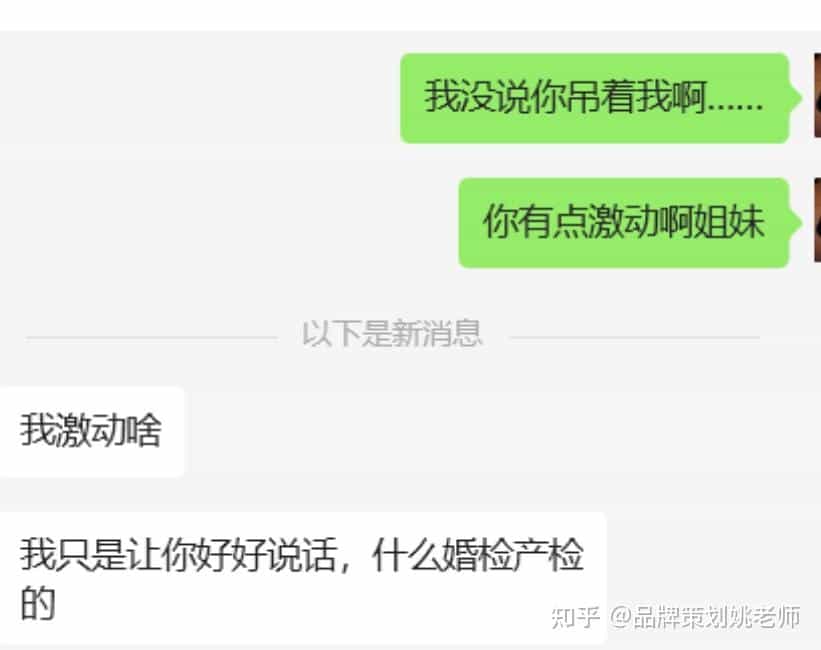 我没说你吊着我啊......
你有点激动啊姐妹
以下是新消息
我激动啥
我只是让你好好说话，什么婚检产检
的
知乎 @品牌策划姚老师